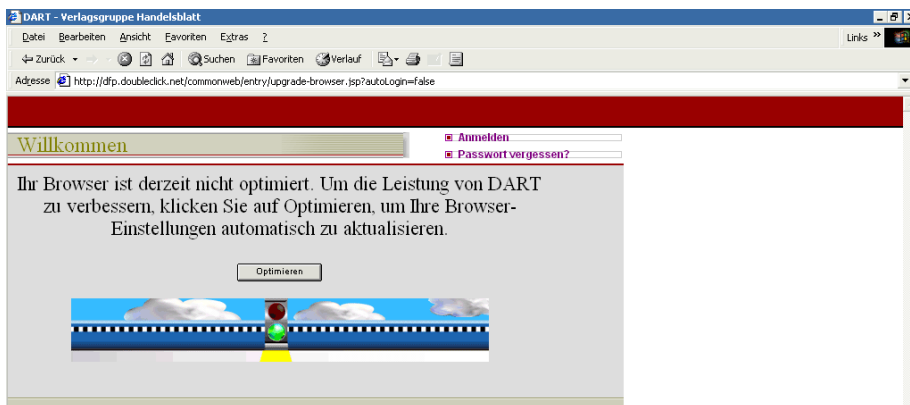 DART - Verlagsgruppe Handelsblatt
Datei Bearbeiten Ansicht Favoriten Extras ?
Links »
Zurück Suchen Favoriten Verlauf
Adresse http://dfp.doubleclick.net/commonweb/entry/upgrade-browser.jsp?autoLogin=false
Willkommen
Anmelden
Passwort vergessen?
Ihr Browser ist derzeit nicht optimiert. Um die Leistung von DART
zu verbessern, klicken Sie auf Optimieren, um Ihre Browser-
Einstellungen automatisch zu aktualisieren.
Optimieren